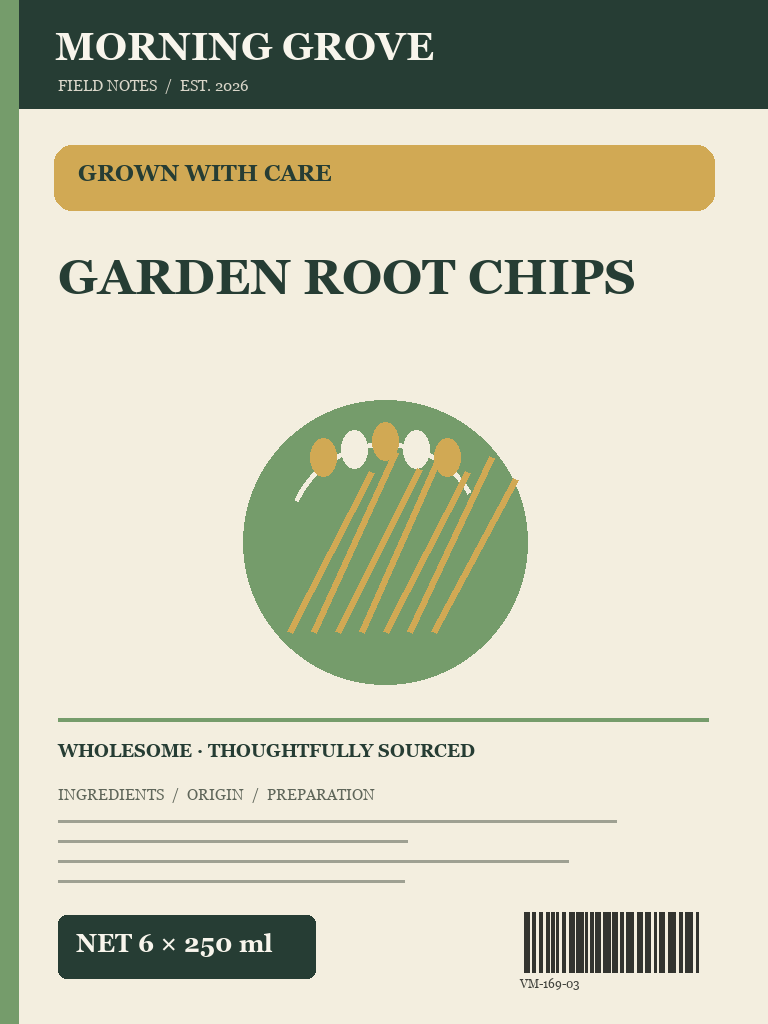 MORNING GROVE
FIELD NOTES / EST. 2026
GROWN WITH CARE
GARDEN ROOT CHIPS
WHOLESOME · THOUGHTFULLY SOURCED
INGREDIENTS / ORIGIN / PREPARATION
NET 6 × 250 ml
VM-169-03